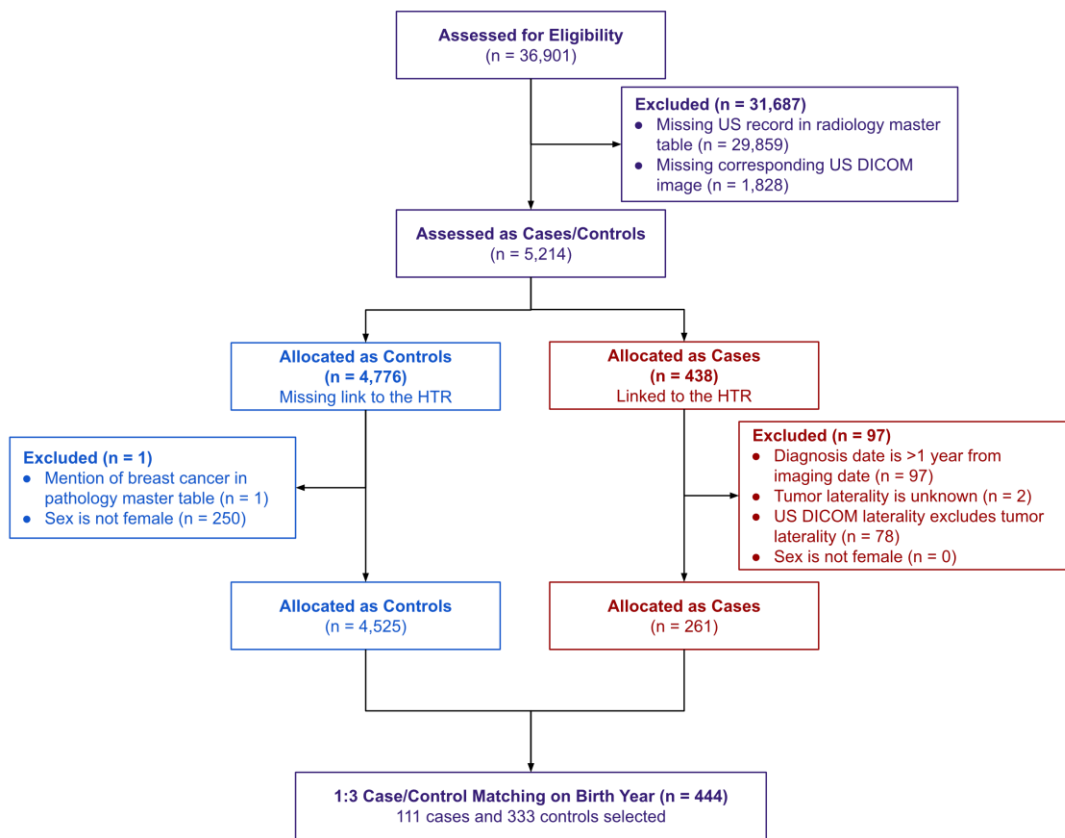 Assessed for Eligibility
(n = 36,901)
Excluded (n = 31,687)
● Missing US record in radiology master
table (n = 29,859)
● Missing corresponding US DICOM
image (n = 1,828)
Assessed as Cases/Controls
(n = 5,214)
Allocated as Controls
(n = 4,776)
Missing link to the HTR
Allocated as Cases
(n = 438)
Linked to the HTR
Excluded (n = 1)
● Mention of breast cancer in
pathology master table (n = 1)
● Sex is not female (n = 250)
Excluded (n = 97)
● Diagnosis date is >1 year from
imaging date (n = 97)
● Tumor laterality is unknown (n = 2)
● US DICOM laterality excludes tumor
laterality (n = 78)
● Sex is not female (n = 0)
Allocated as Controls
(n = 4,525)
Allocated as Cases
(n = 261)
1:3 Case/Control Matching on Birth Year (n = 444)
111 cases and 333 controls selected